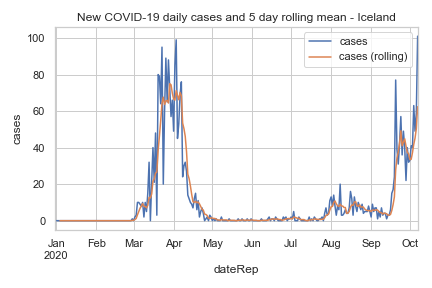 New COVID-19 daily cases and 5 day rolling mean - Iceland
cases
cases (rolling)
100
80
60
40
20
0
cases
Jan Feb Mar Apr May Jun Jul Aug Sep Oct
2020
dateRep